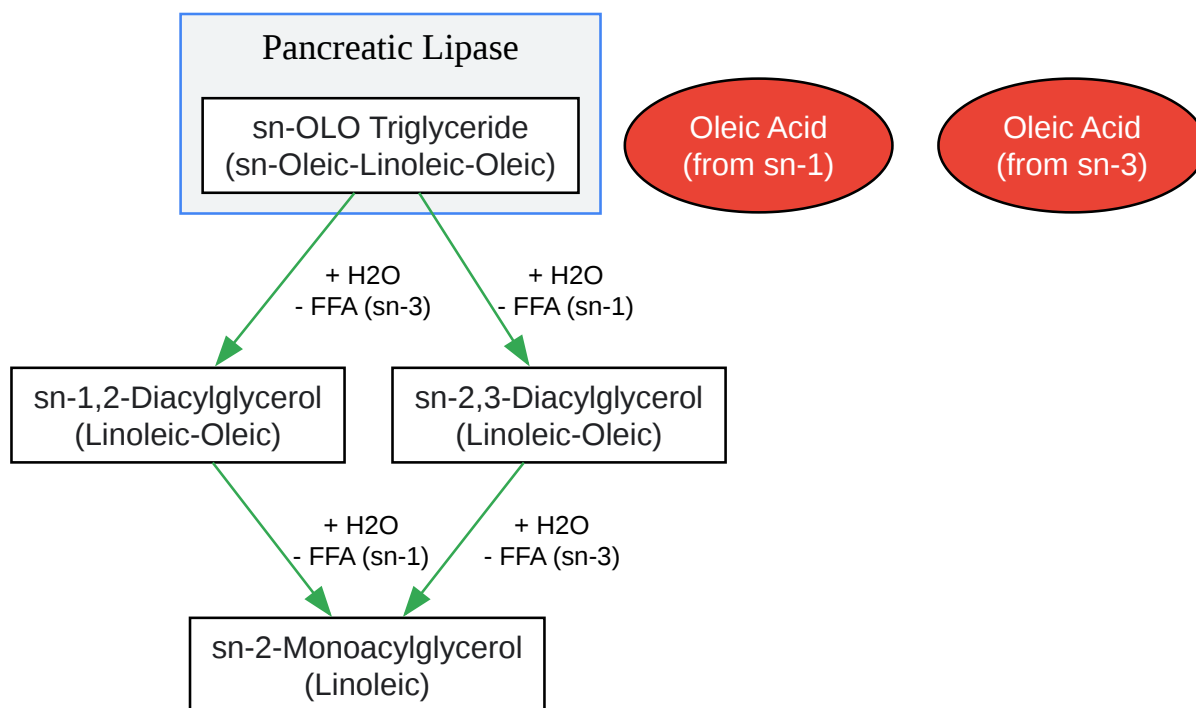 Pancreatic Lipase
sn-OLO Triglyceride
(sn-Oleic-Linoleic-Oleic)
Oleic Acid
(from sn-1)
Oleic Acid
(from sn-3)
+ H2O
- FFA (sn-3)
+ H2O
- FFA (sn-1)
sn-1,2-Diacylglycerol
(Linoleic-Oleic)
sn-2,3-Diacylglycerol
(Linoleic-Oleic)
+ H2O
- FFA (sn-1)
+ H2O
- FFA (sn-3)
sn-2-Monoacylglycerol
(Linoleic)